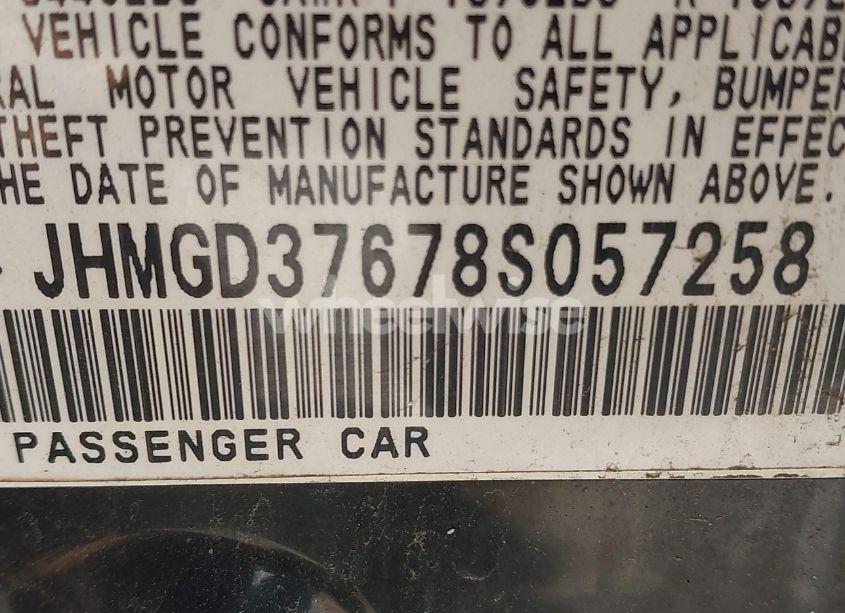 VEHICLE CONFORMS TO ALL APPLICAB
RAL MOTOR VEHICLE SAFETY, BUMPER
THEFT PREVENTION STANDARDS IN EFFEC
HE DATE OF MANUFACTURE SHOWN ABOVE.
JHMGD37678S057258
wheelwise
PASSENGER CAR